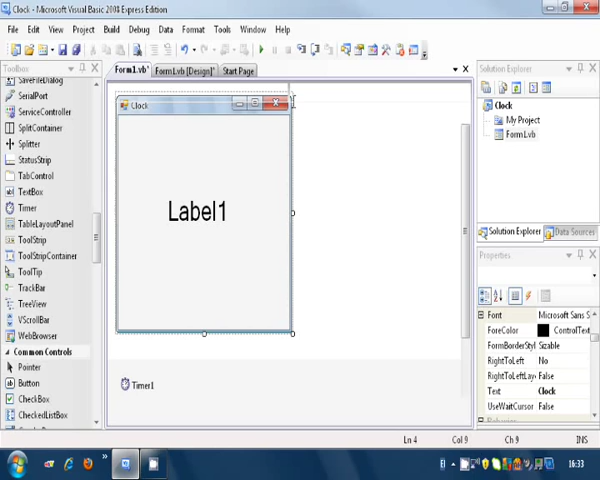 Clock - Microsoft Visual Basic 2008 Express Edition
File Edit View Project Build Debug Data Format Tools Window Help
Toolbox
SaveFileDialog
SerialPort
ServiceController
SplitContainer
Splitter
StatusStrip
TabControl
TextBox
Timer
TableLayoutPanel
ToolStrip
ToolStripContainer
ToolTip
TrackBar
TreeView
VScrollBar
WebBrowser
Common Controls
Pointer
Button
CheckBox
CheckedListBox
Form1.vb* Form1.vb [Design]* Start Page
Clock
Label1
Timer1
Solution Explorer
Clock
My Project
Form1.vb
Solution Explorer Data Sources
Properties
Font Microsoft Sans S
ForeColor ControlText
FormBorderStyl Sizable
RightToLeft No
RightToLeftLay False
Text Clock
UseWaitCursor False
Ln 4 Col 9 Ch 9 INS
16:33